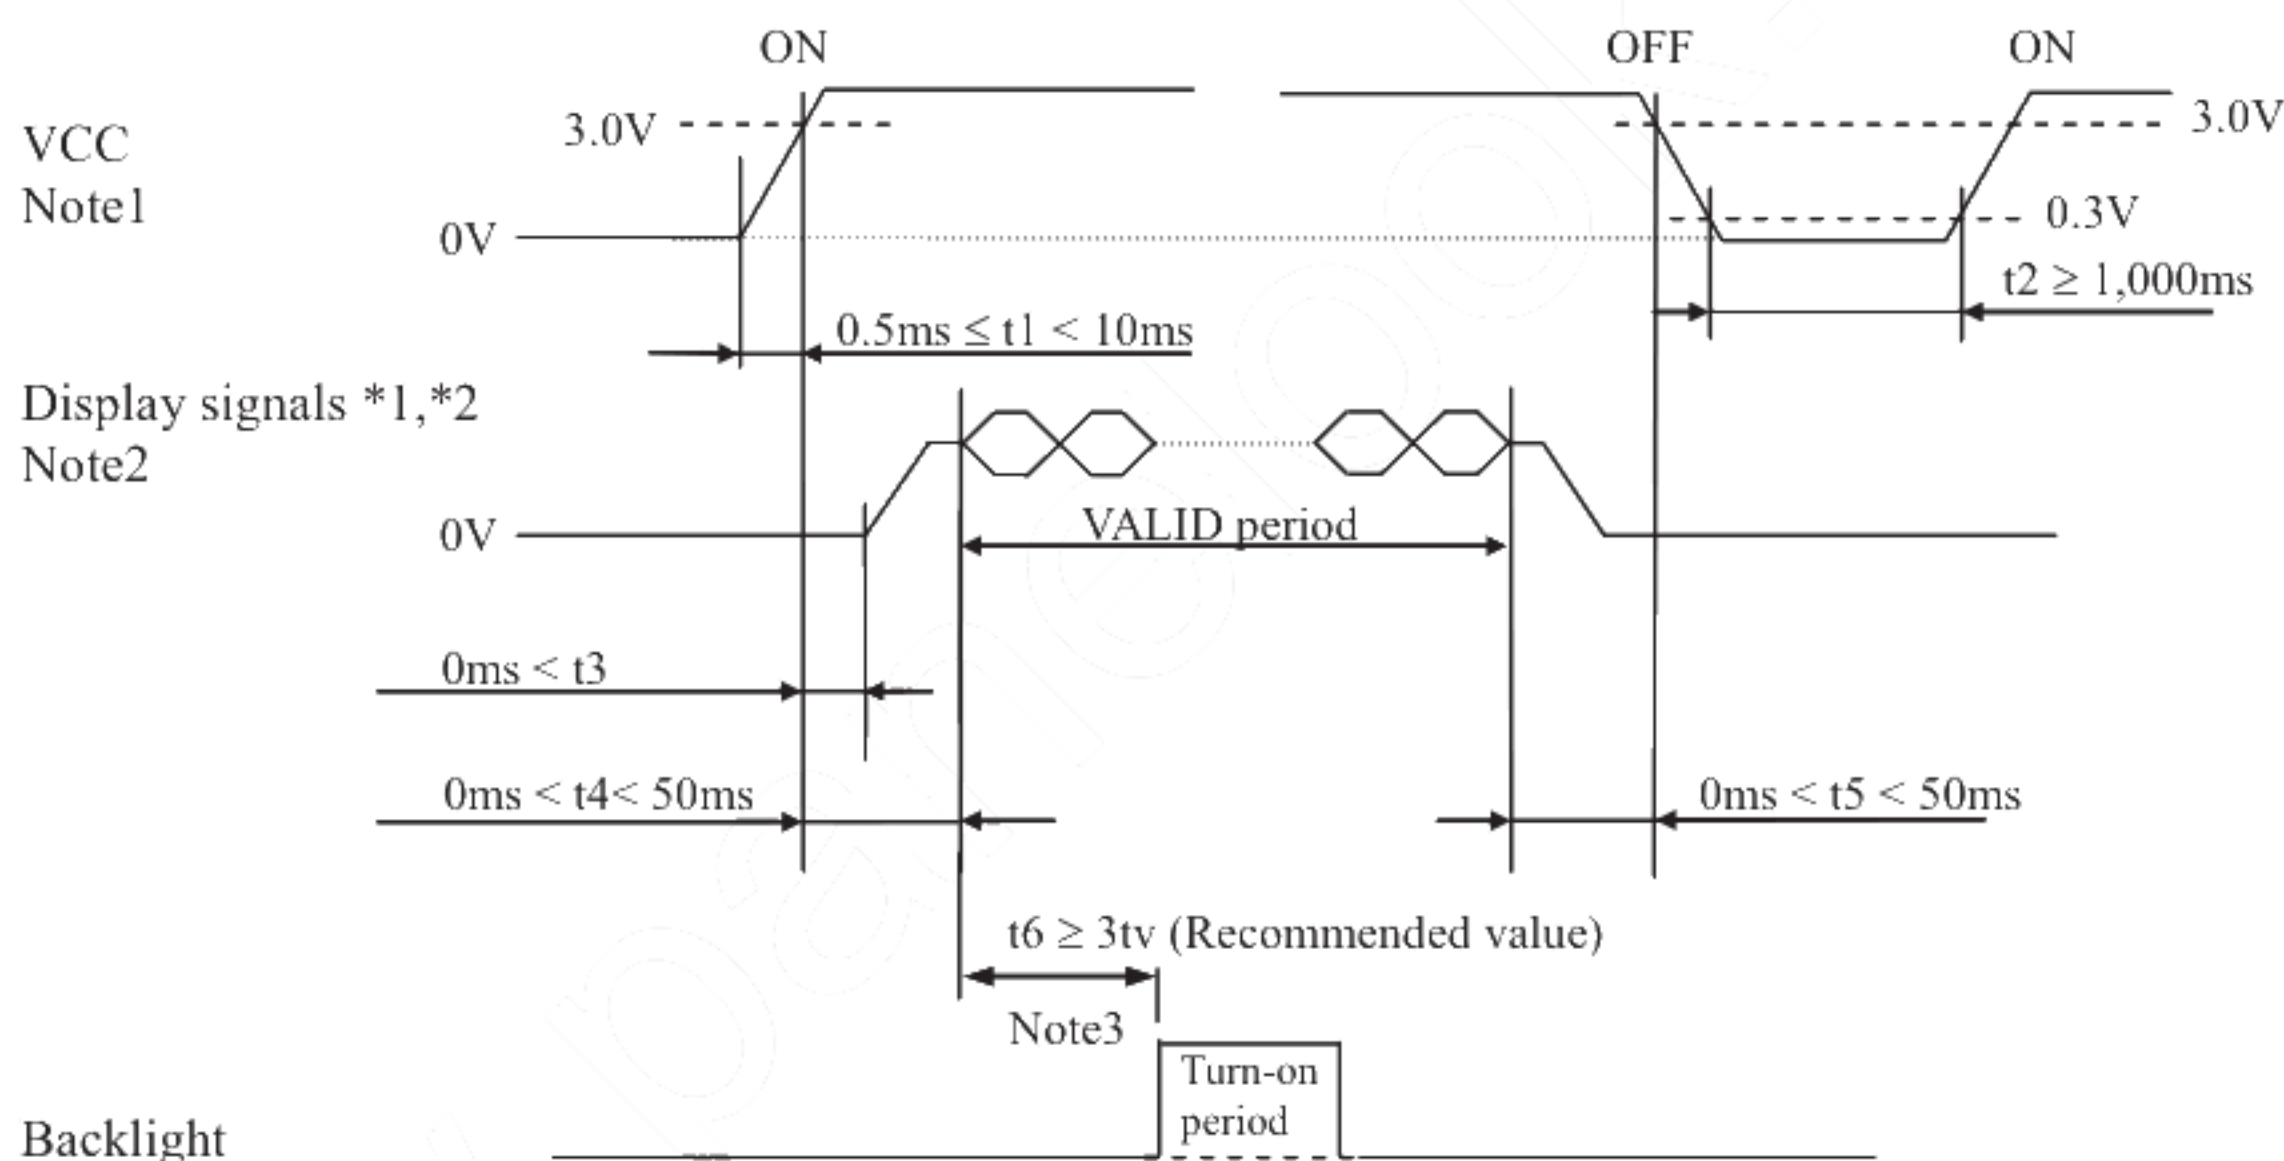 ON
OFF
ON
3.0V
3.0V
VCC
Note1
0.3V
0V
t2 ≥ 1,000ms
0.5ms ≤ t1 < 10ms
Display signals *1,*2
Note2
0V
VALID period
0ms < t3
0ms < t4< 50ms
0ms < t5 < 50ms
t6 ≥ 3tv (Recommended value)
Note3
Turn-on
period
Backlight